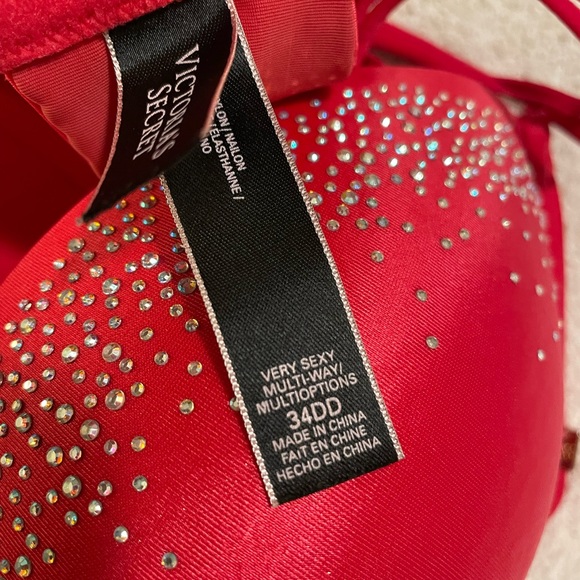 VICTORIA'S
SECRET
NAILON
ELASTHANNE /
VERY SEXY
MULTI-WAY/
MULTIOPTIONS
34DD
MADE IN CHINA
FAIT EN CHINE
HECHO EN CHINA